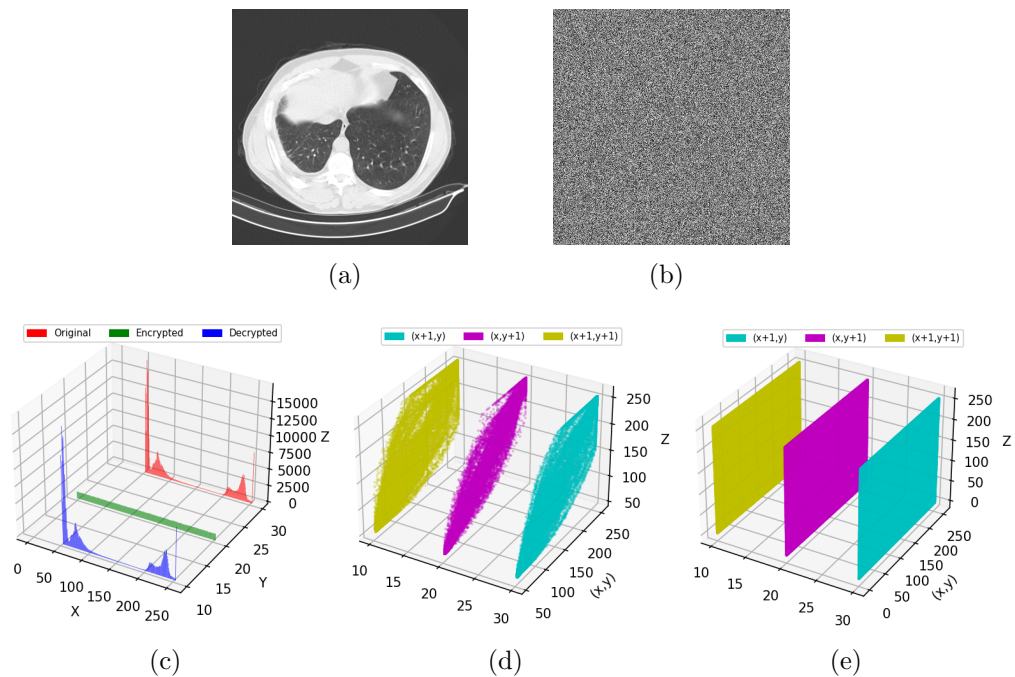 (a)
(b)
Original Encrypted Decrypted
15000
12500
10000 Z
7500
5000
2500
0
0 50 100 150 200 250
X
10 15 20 25 30
Y
(c)
(x+1,y) (x,y+1) (x+1,y+1)
250
200
150
100
50
Z
10 15 20 25 30
50 100 150 200 250
(x,y)
(d)
(x+1,y) (x,y+1) (x+1,y+1)
250
200
150
100
50
0
Z
10 15 20 25 30
0 50 100 150 200 250
(x,y)
(e)